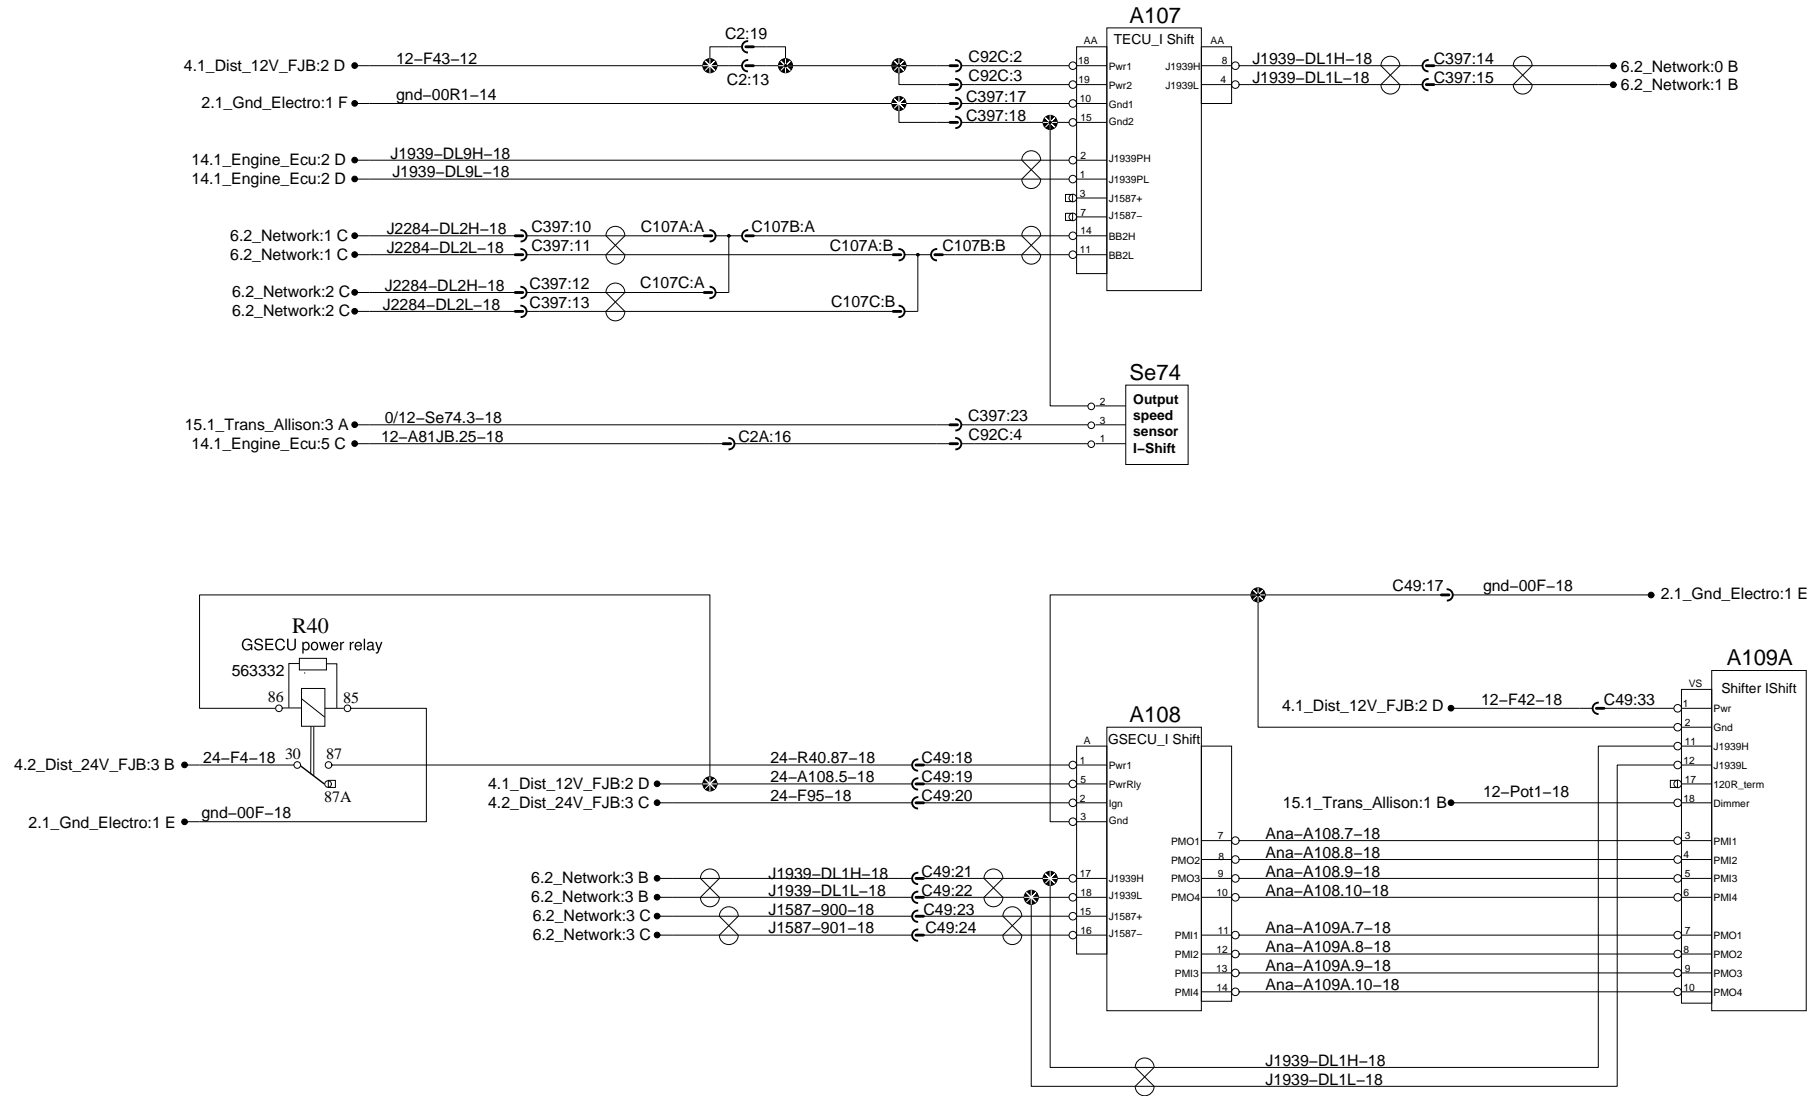 A107
AA TECU_I Shift AA
C2:19
4.1_Dist_12V_FJB:2 D 12–F43–12 C2:13 C92C:2 18 Pwr1 J1939H 8 J1939–DL1H–18 C397:14 6.2_Network:0 B
C92C:3 19 Pwr2 J1939L 4 J1939–DL1L–18 C397:15 6.2_Network:1 B
2.1_Gnd_Electro:1 F gnd–00R1–14 C397:17 10 Gnd1
C397:18 15 Gnd2
14.1_Engine_Ecu:2 D J1939–DL9H–18 2 J1939PH
14.1_Engine_Ecu:2 D J1939–DL9L–18 1 J1939PL
3 J1587+
7 J1587–
6.2_Network:1 C J2284–DL2H–18 C397:10 C107A:A C107B:A 14 BB2H
6.2_Network:1 C J2284–DL2L–18 C397:11 C107A:B C107B:B 11 BB2L
6.2_Network:2 C J2284–DL2H–18 C397:12 C107C:A
6.2_Network:2 C J2284–DL2L–18 C397:13 C107C:B
Se74
Output
speed
sensor
I–Shift
2
15.1_Trans_Allison:3 A 0/12–Se74.3–18 C397:23 3
14.1_Engine_Ecu:5 C 12–A81JB.25–18 C2A:16 C92C:4 1
C49:17 gnd–00F–18 2.1_Gnd_Electro:1 E
R40
GSECU power relay
563332
86 85
4.2_Dist_24V_FJB:3 B 24–F4–18 30 87
87A
2.1_Gnd_Electro:1 E gnd–00F–18
A108
A GSECU_I Shift
24–R40.87–18 C49:18 1 Pwr1
4.1_Dist_12V_FJB:2 D 24–A108.5–18 C49:19 5 PwrRly
4.2_Dist_24V_FJB:3 C 24–F95–18 C49:20 2 Ign
3 Gnd
6.2_Network:3 B J1939–DL1H–18 C49:21 17 J1939H
6.2_Network:3 B J1939–DL1L–18 C49:22 18 J1939L
6.2_Network:3 C J1587–900–18 C49:23 15 J1587+
6.2_Network:3 C J1587–901–18 C49:24 16 J1587–
A109A
VS Shifter IShift
4.1_Dist_12V_FJB:2 D 12–F42–18 C49:33 1 Pwr
2 Gnd
11 J1939H
12 J1939L
17 120R_term
15.1_Trans_Allison:1 B 12–Pot1–18 18 Dimmer
PMO1 7 Ana–A108.7–18 3 PMI1
PMO2 8 Ana–A108.8–18 4 PMI2
PMO3 9 Ana–A108.9–18 5 PMI3
PMO4 10 Ana–A108.10–18 6 PMI4
PMI1 11 Ana–A109A.7–18 7 PMO1
PMI2 12 Ana–A109A.8–18 8 PMO2
PMI3 13 Ana–A109A.9–18 9 PMO3
PMI4 14 Ana–A109A.10–18 10 PMO4
J1939–DL1H–18
J1939–DL1L–18